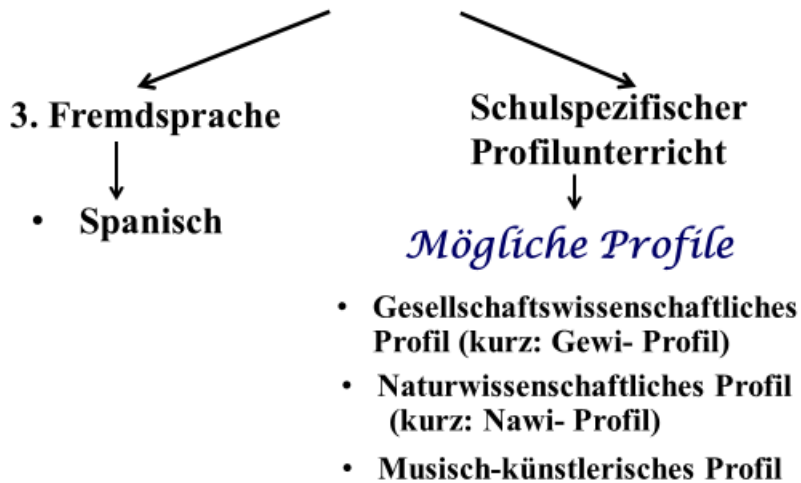 3. Fremdsprache
• Spanisch
Schulspezifischer
Profilunterricht
Mögliche Profile
• Gesellschaftswissenschaftliches
Profil (kurz: Gewi- Profil)
• Naturwissenschaftliches Profil
(kurz: Nawi- Profil)
• Musisch-künstlerisches Profil